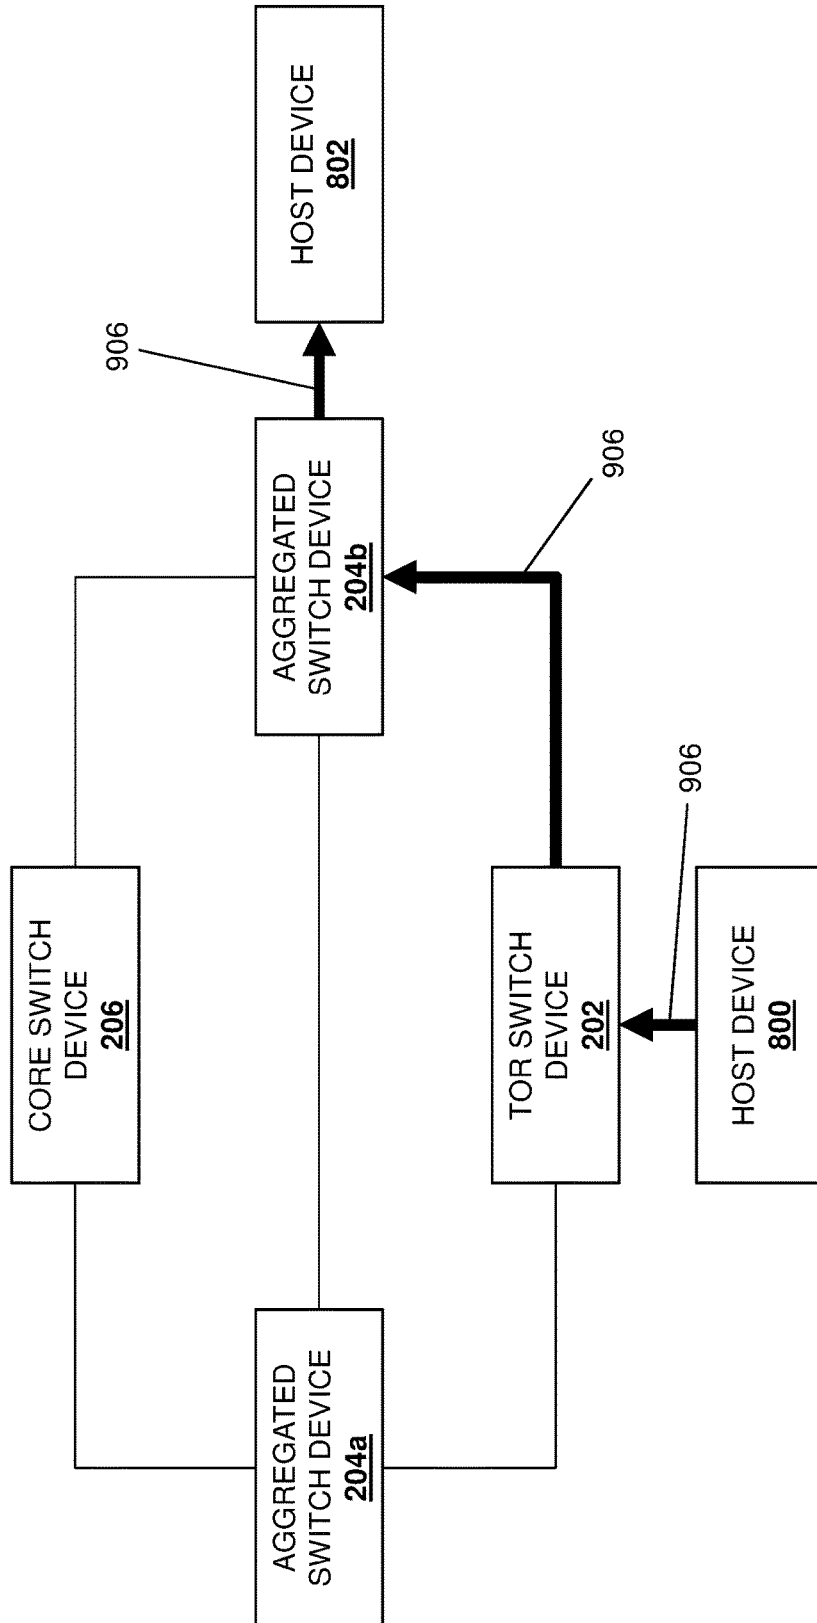 CORE SWITCH
DEVICE
206
AGGREGATED
SWITCH DEVICE
204a
AGGREGATED
SWITCH DEVICE
204b
906
HOST DEVICE
802
TOR SWITCH
DEVICE
202
906
HOST DEVICE
800
906